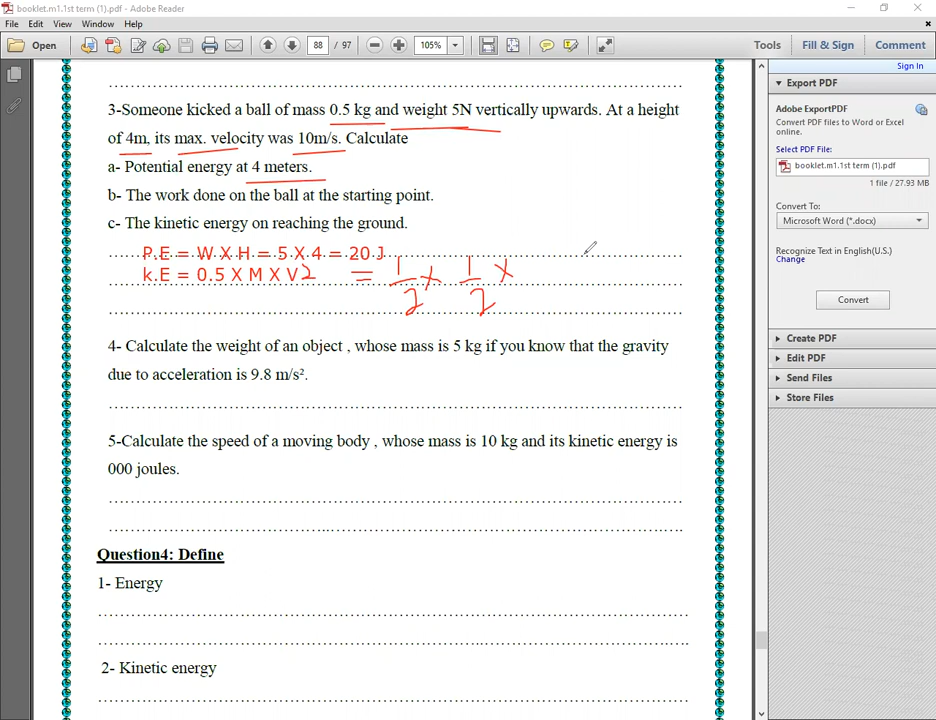 booklet.m1.1st term (1).pdf - Adobe Reader
File Edit View Window Help
Open 88 / 97 105% Tools Fill & Sign Comment
Sign In
Export PDF
Adobe ExportPDF
Convert PDF files to Word or Excel online.
Select PDF File:
booklet.m1.1st term (1).pdf
1 file / 27.93 MB
Convert To:
Microsoft Word (*.docx)
Recognize Text in English(U.S.)
Change
Convert
Create PDF
Edit PDF
Send Files
Store Files
3-Someone kicked a ball of mass 0.5 kg and weight 5N vertically upwards. At a height
of 4m, its max. velocity was 10m/s. Calculate
a- Potential energy at 4 meters.
b- The work done on the ball at the starting point.
c- The kinetic energy on reaching the ground.
P.E = W X H = 5 X 4 = 20 J
k.E = 0.5 X M X V2 = 1/2 x 1/2 x
4- Calculate the weight of an object , whose mass is 5 kg if you know that the gravity
due to acceleration is 9.8 m/s².
5-Calculate the speed of a moving body , whose mass is 10 kg and its kinetic energy is
000 joules.
Question4: Define
1- Energy
2- Kinetic energy